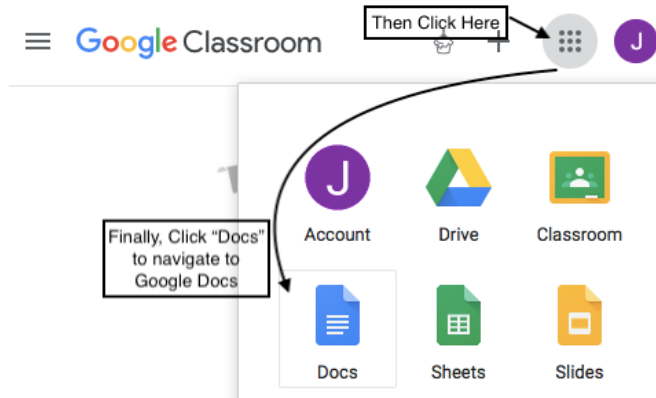 Then Click Here
Google Classroom
J
J
Account
Drive
Classroom
Finally, Click “Docs”
to navigate to
Google Docs
Docs
Sheets
Slides